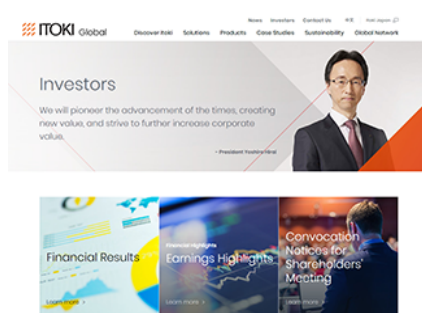 News Investors Contact Us
ITOKI Global
Discover Itoki Solutions Products Case Studies Sustainability Global Network
Investors
We will pioneer the advancement of the times, creating
new value, and strive to further increase corporate
value.
- President Yoshiro Hirai
Financial Results
Learn more
Financial Highlights
Earnings Highlights
Learn more
Convocation
Notices for
Shareholders'
Meeting
Learn more